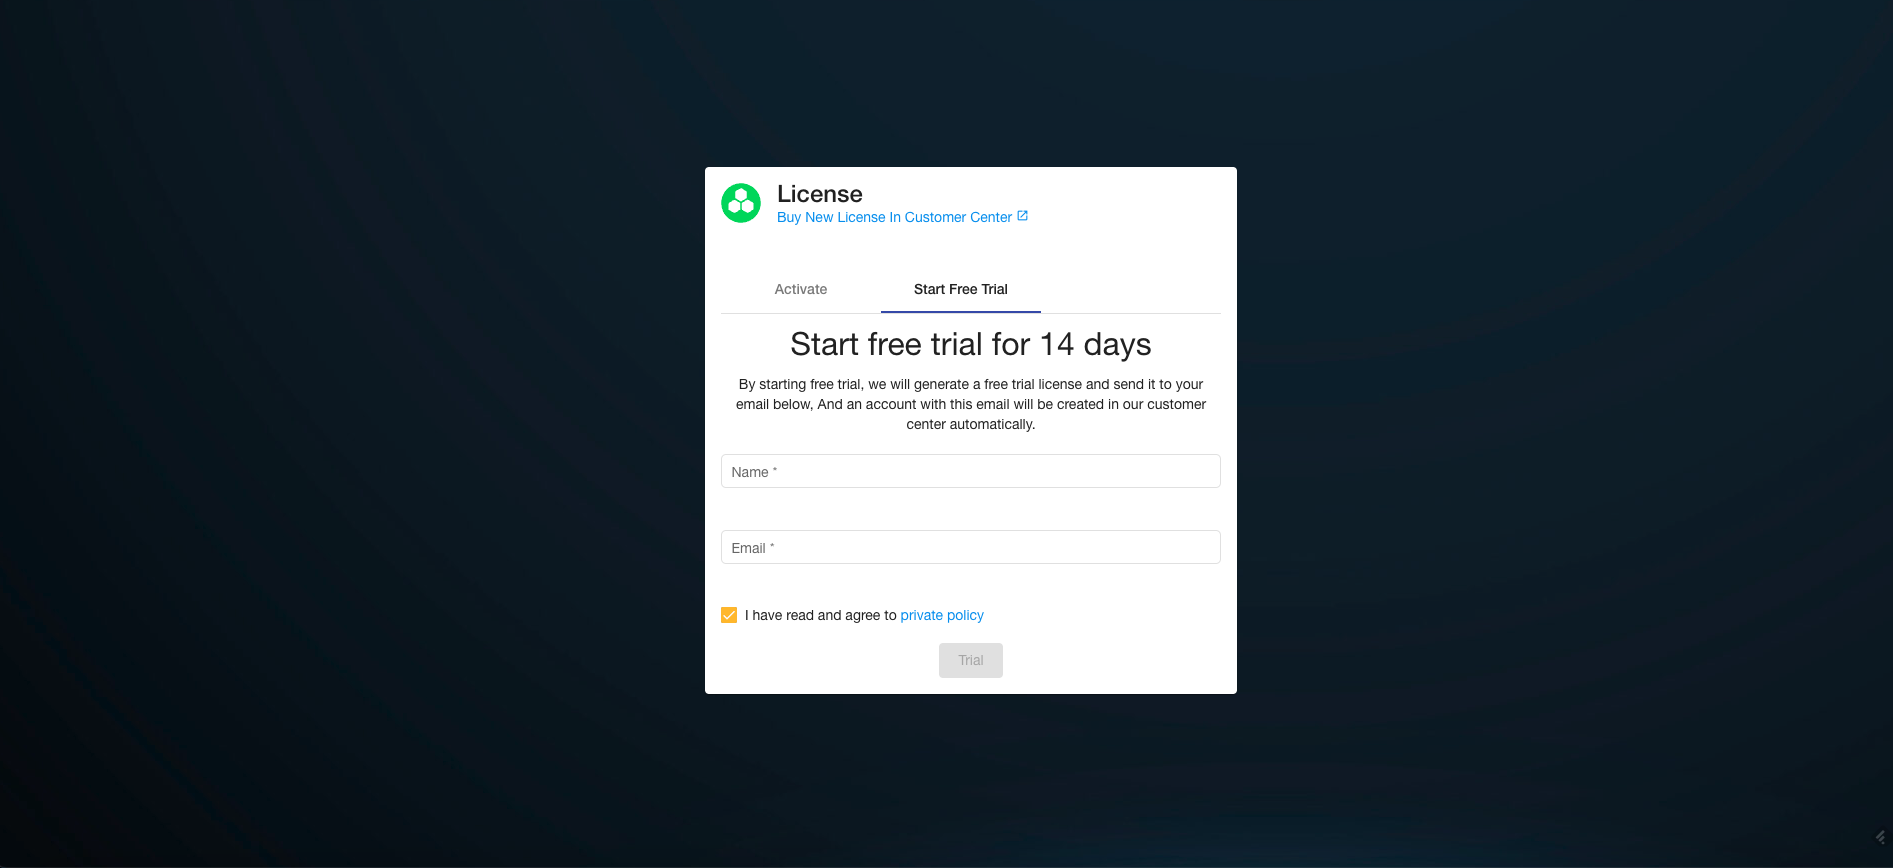 License
Buy New License In Customer Center
Activate
Start Free Trial
Start free trial for 14 days
By starting free trial, we will generate a free trial license and send it to your
email below, And an account with this email will be created in our customer
center automatically.
Name *
Email *
I have read and agree to private policy
Trial